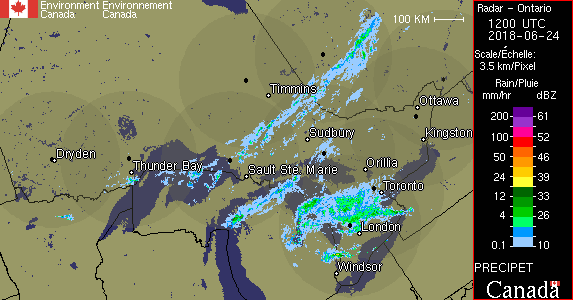 Environment Environnement
Canada Canada
100 KM
Timmins
Ottawa
Sudbury
Kingston
Dryden
Thunder Bay
Sault Ste. Marie
Orillia
Toronto
London
Windsor
Radar - Ontario
1200 UTC
2018-06-24
Scale/Échelle:
3.5 km/Pixel
Rain/Pluie
mm/hr dBZ
200 61
100 52
50 46
24 39
12 33
4 26
0.1 10
PRECIPET
Canada